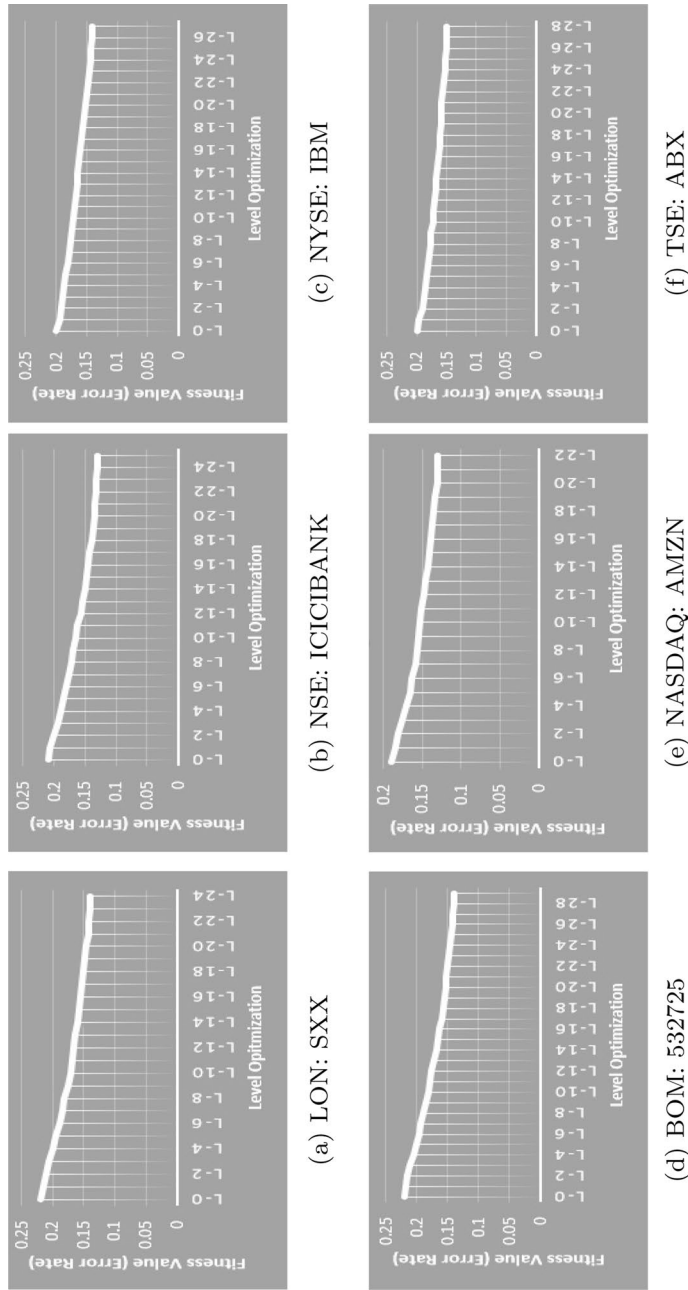 Fitness Value (Error Rate)
0.25
0.2
0.15
0.1
0.05
0
L-0 L-2 L-4 L-6 L-8 L-10 L-12 L-14 L-16 L-18 L-20 L-22 L-24
Level Opitmization
(a) LON: SXX
Fitness Value (Error Rate)
0.25
0.2
0.15
0.1
0.05
0
L-0 L-2 L-4 L-6 L-8 L-10 L-12 L-14 L-16 L-18 L-20 L-22 L-24
Level Optimization
(b) NSE: ICICIBANK
Fitness Value (Error Rate)
0.25
0.2
0.15
0.1
0.05
0
L-0 L-2 L-4 L-6 L-8 L-10 L-12 L-14 L-16 L-18 L-20 L-22 L-24 L-26
Level Optimization
(c) NYSE: IBM
Fitness Value (Error Rate)
0.25
0.2
0.15
0.1
0.05
0
L-0 L-2 L-4 L-6 L-8 L-10 L-12 L-14 L-16 L-18 L-20 L-22 L-24 L-26 L-28
Level Optimization
(d) BOM: 532725
Fitness Value (Error Rate)
0.2
0.15
0.1
0.05
0
L-0 L-2 L-4 L-6 L-8 L-10 L-12 L-14 L-16 L-18 L-20 L-22
Level Optimization
(e) NASDAQ: AMZN
Fitness Value (Error Rate)
0.25
0.2
0.15
0.1
0.05
0
L-0 L-2 L-4 L-6 L-8 L-10 L-12 L-14 L-16 L-18 L-20 L-22 L-24 L-26 L-28
Level Optimization
(f) TSE: ABX